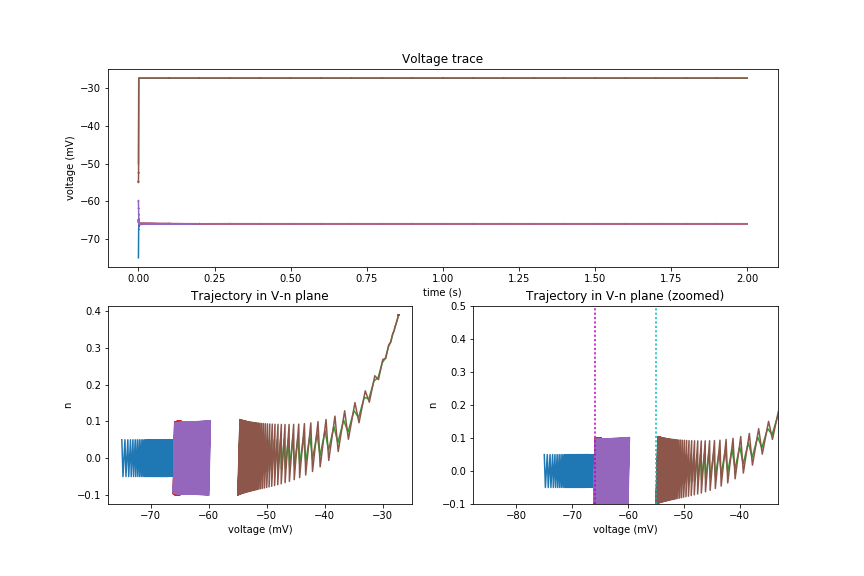 Voltage trace
−30
−40
−50
−60
−70
voltage (mV)
0.00 0.25 0.50 0.75 1.00 1.25 1.50 1.75 2.00
time (s)
Trajectory in V-n plane
0.4
0.3
0.2
0.1
0.0
−0.1
n
−70 −60 −50 −40 −30
voltage (mV)
Trajectory in V-n plane (zoomed)
0.5
0.4
0.3
0.2
0.1
0.0
−0.1
n
−80 −70 −60 −50 −40
voltage (mV)